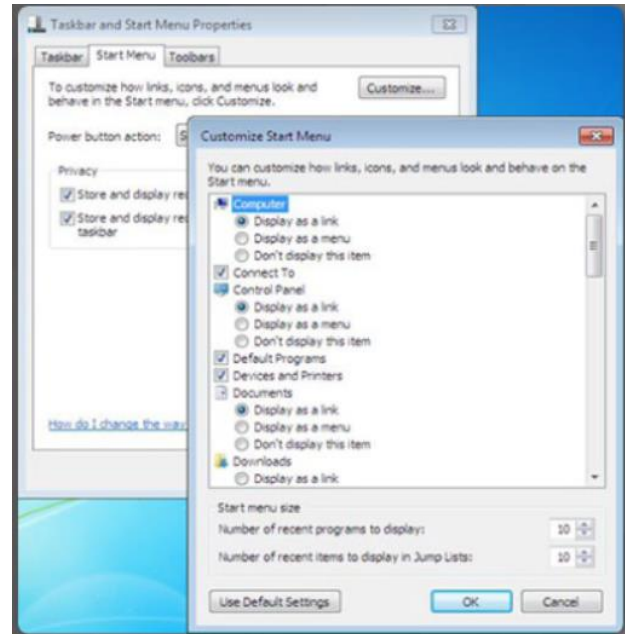 Taskbar and Start Menu Properties
Taskbar
Start Menu
Toolbars
To customize how links, icons, and menus look and
behave in the Start menu, click Customize.
Customize...
Power button action:
Privacy
Store and display
Store and display
taskbar
How do I change the way
Customize Start Menu
You can customize how links, icons, and menus look and behave on the
Start menu.
Computer
Display as a link
Display as a menu
Don't display this item
Connect To
Control Panel
Display as a link
Display as a menu
Don't display this item
Default Programs
Devices and Printers
Documents
Display as a link
Display as a menu
Don't display this item
Downloads
Display as a link
Start menu size
Number of recent programs to display:
10
Number of recent items to display in Jump Lists:
10
Use Default Settings
OK
Cancel